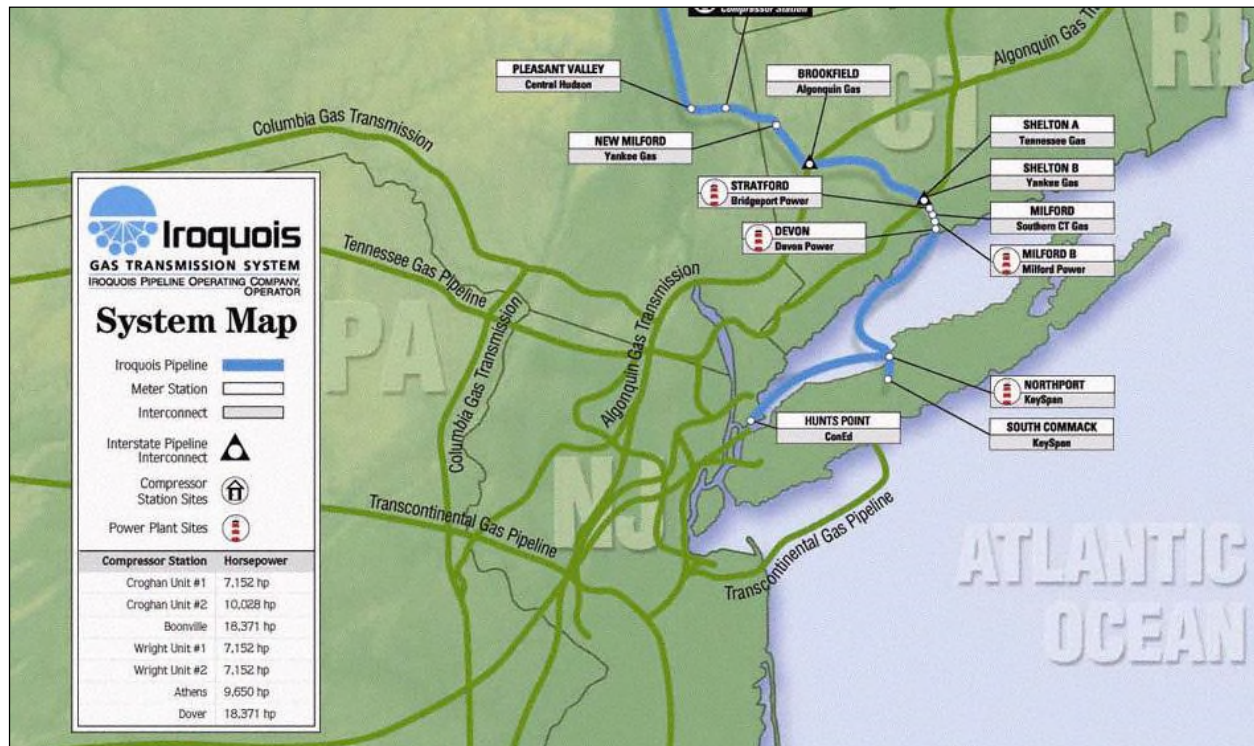 Compressor Station
RI
PLEASANT VALLEY
Central Hudson
BROOKFIELD
Algonquin Gas
Algonquin Gas Tra
CT
Columbia Gas Transmission
NEW MILFORD
Yankee Gas
SHELTON A
Tennessee Gas
SHELTON B
Yankee Gas
STRATFORD
Bridgeport Power
MILFORD
Southern CT Gas
DEVON
Devon Power
MILFORD B
Milford Power
Iroquois
GAS TRANSMISSION SYSTEM
IROQUOIS PIPELINE OPERATING COMPANY,
OPERATOR
System Map
Iroquois Pipeline
Meter Station
Interconnect
Interstate Pipeline
Interconnect
Compressor
Station Sites
Power Plant Sites
Compressor Station Horsepower
Croghan Unit #1 7,152 hp
Croghan Unit #2 10,028 hp
Boonville 18,371 hp
Wright Unit #1 7,152 hp
Wright Unit #2 7,152 hp
Athens 9,650 hp
Dover 18,371 hp
Tennessee Gas Pipeline
PA
Columbia Gas Transmission
Algonquin Gas Transmission
NORTHPORT
KeySpan
HUNTS POINT
ConEd
SOUTH COMMACK
KeySpan
NJ
Transcontinental Gas Pipeline
Transcontinental Gas Pipeline
ATLANTIC
OCEAN